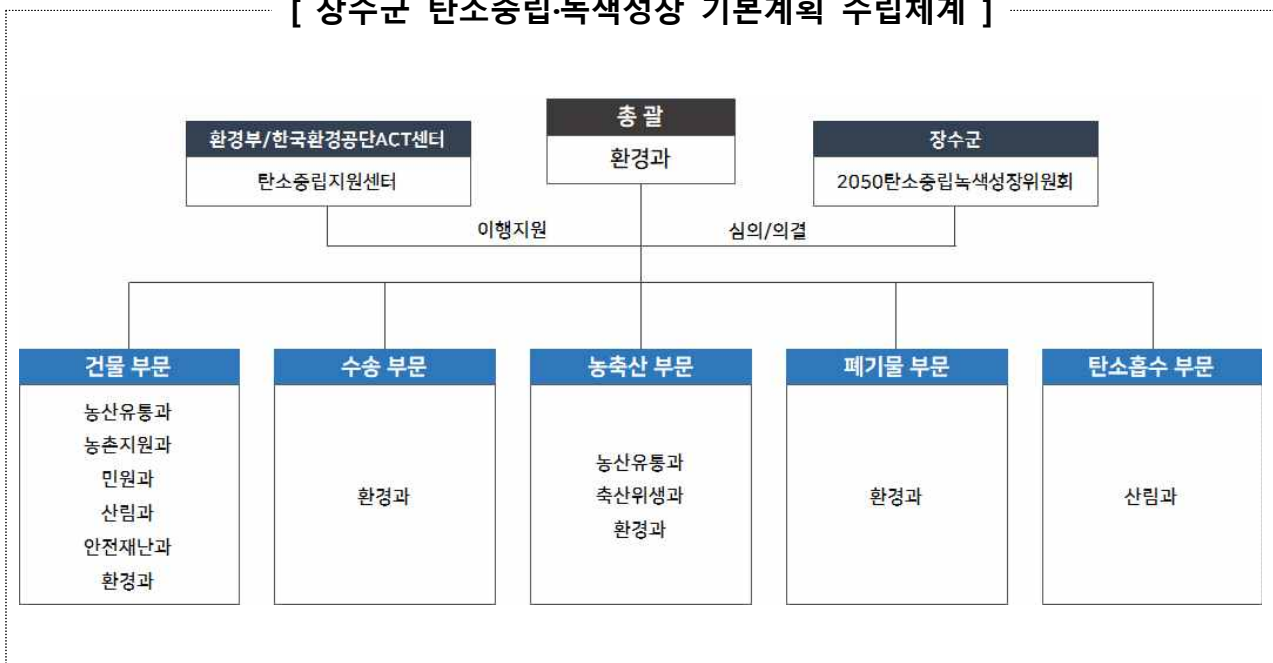 [ 장수군 탄소중립·녹색성장 기본계획 수립체계 ]
총 괄
환경과
환경부/한국환경공단ACT센터
탄소중립지원센터
장수군
2050탄소중립녹색성장위원회
이행지원
심의/의결
건물 부문
농산유통과
농촌지원과
민원과
산림과
안전재난과
환경과
수송 부문
환경과
농축산 부문
농산유통과
축산위생과
환경과
폐기물 부문
환경과
탄소흡수 부문
산림과